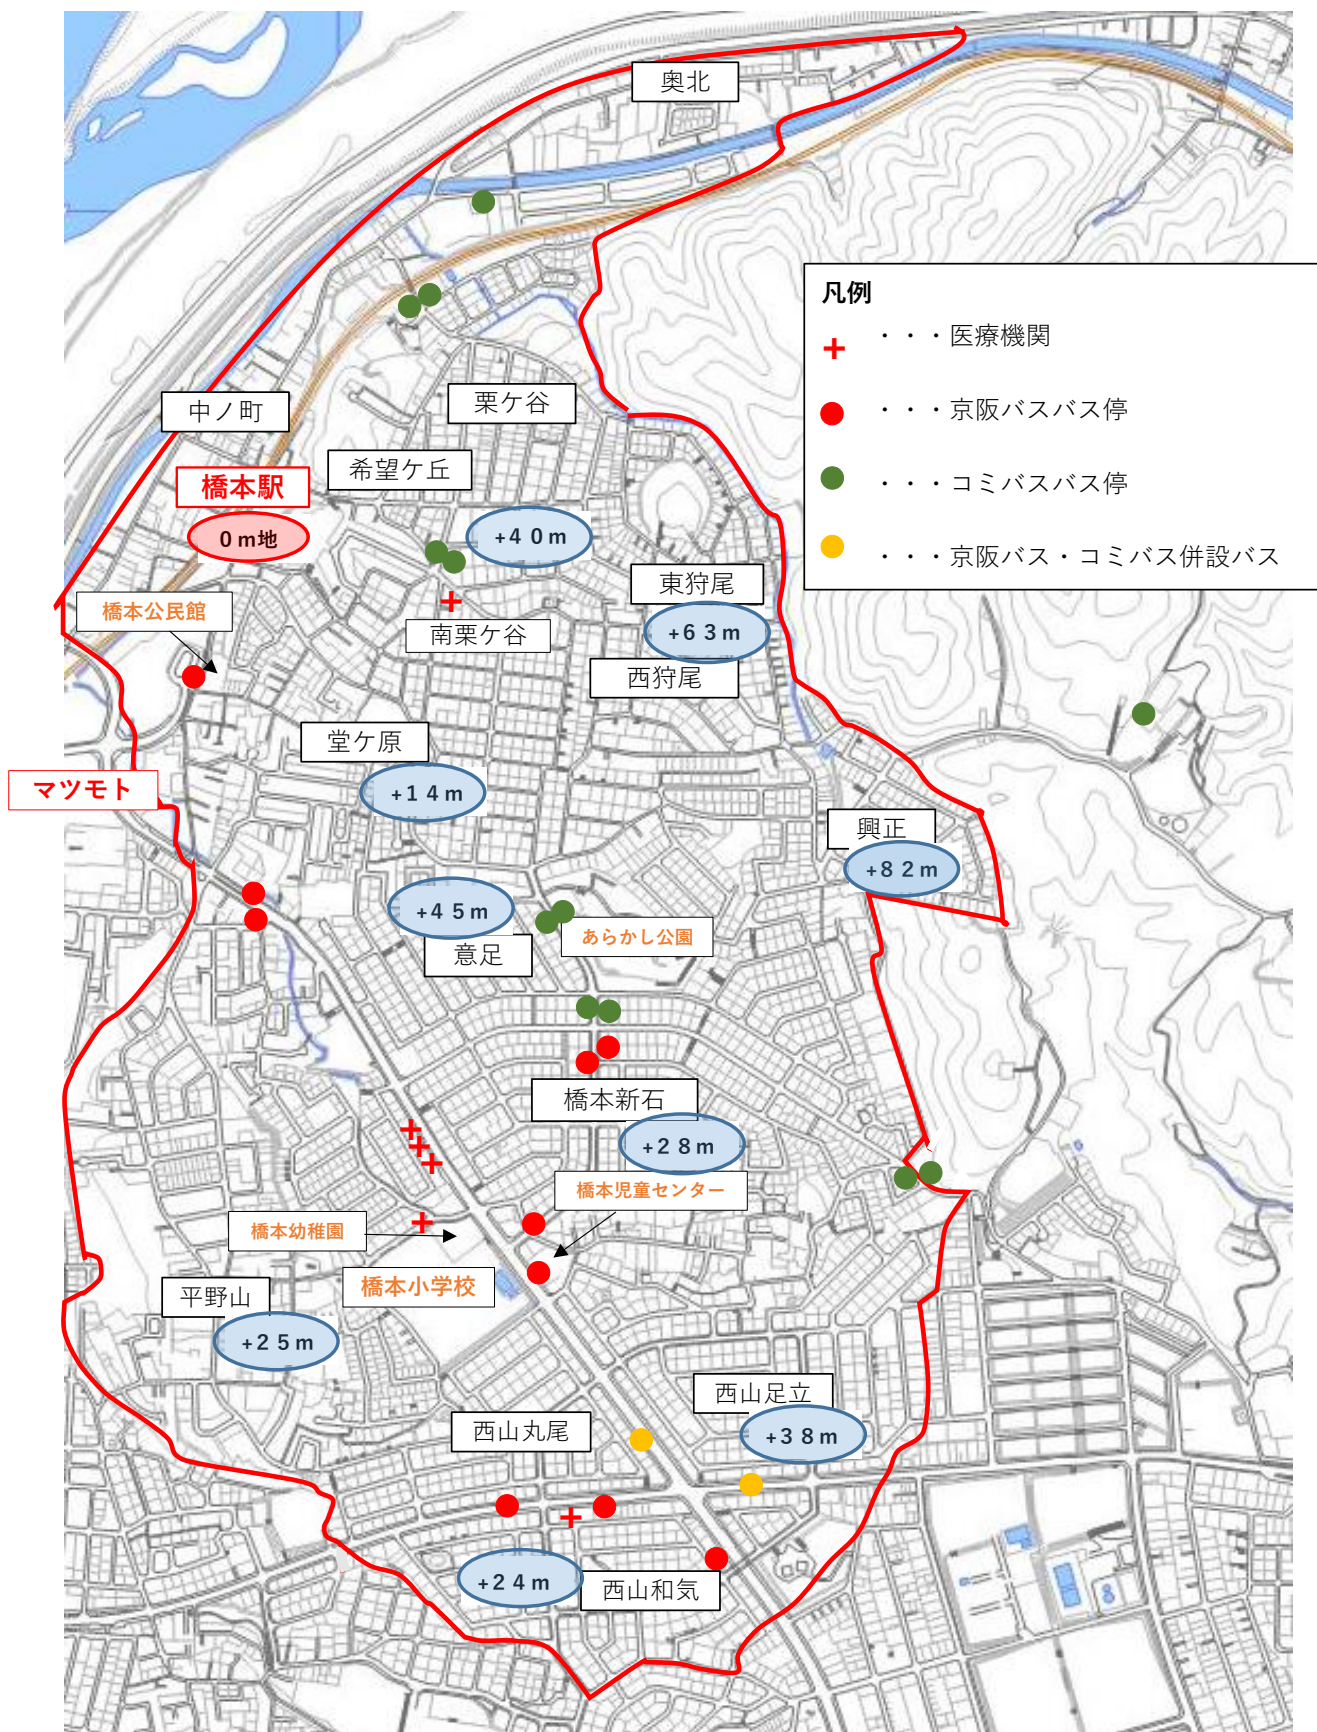 奥北
凡例
・・・医療機関
・・・京阪バスバス停
・・・コミバスバス停
・・・京阪バス・コミバス併設バス
中ノ町
栗ケ谷
希望ケ丘
橋本駅
0m地
+40m
東狩尾
+63m
橋本公民館
南栗ケ谷
西狩尾
堂ケ原
マツモト
+14m
興正
+82m
+45m
あらかし公園
意足
橋本新石
+28m
橋本児童センター
橋本幼稚園
橋本小学校
平野山
+25m
西山足立
+38m
西山丸尾
+24m
西山和気